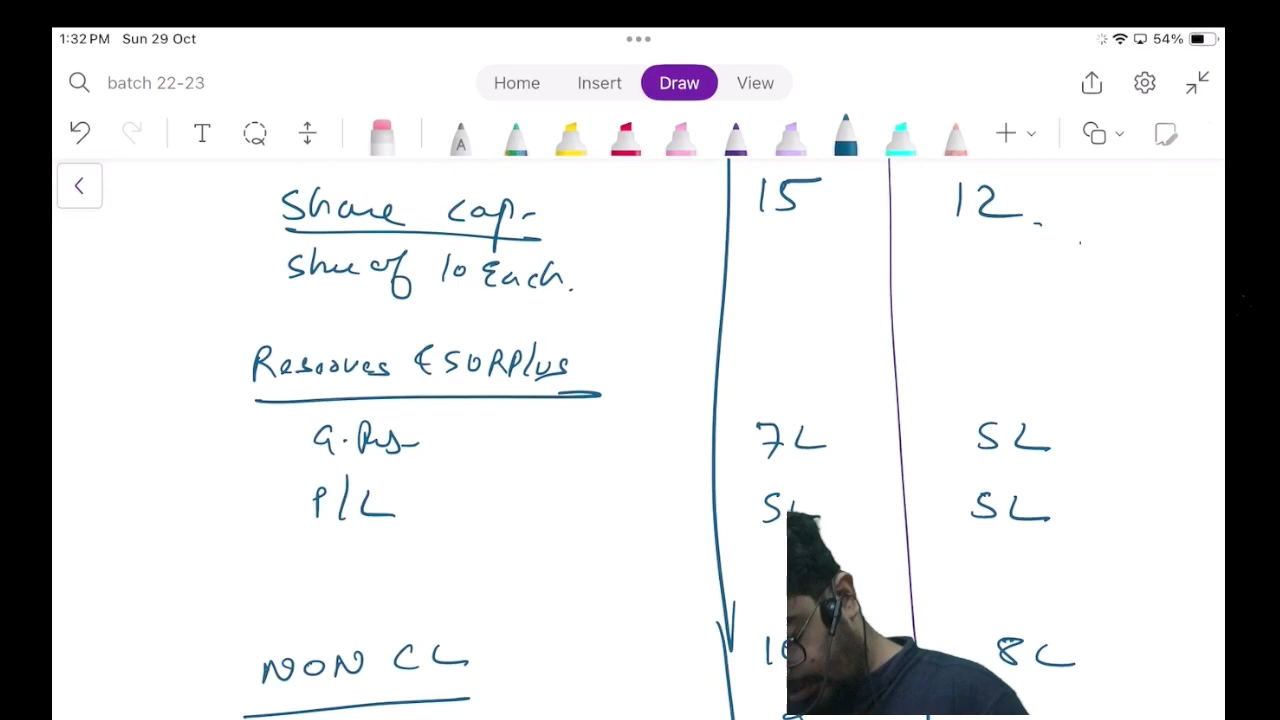 1:32 PM Sun 29 Oct 54%
batch 22-23 Home Insert Draw View
T A
Share cap- 15 12.
of 10 Each.
Reserves & SURPlus
G. Res 7L 5L
P/L 5L 5L
NON CL 8L